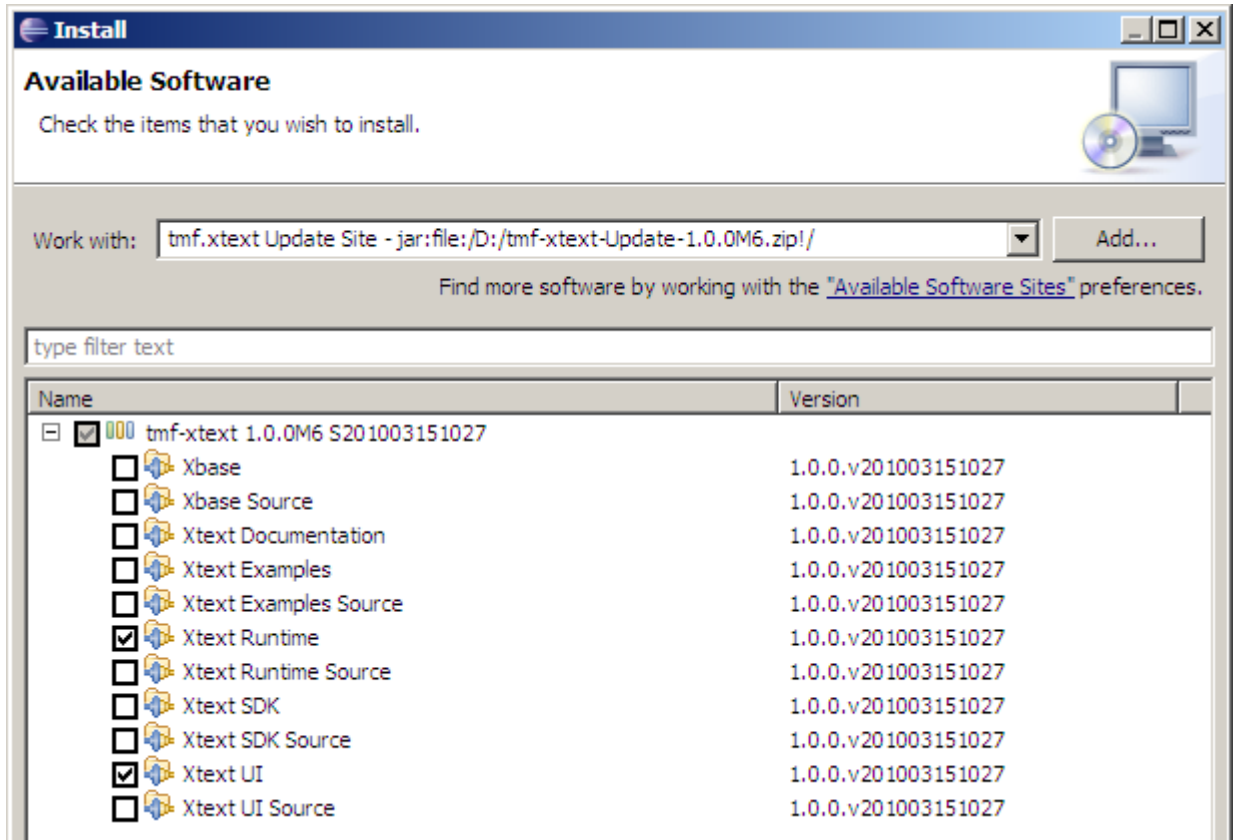 Install
Available Software
Check the items that you wish to install.
Work with: tmf.xtext Update Site - jar:file:/D:/tmf-xtext-Update-1.0.0M6.zip!/ Add...
Find more software by working with the "Available Software Sites" preferences.
type filter text
Name Version
tmf-xtext 1.0.0M6 S201003151027
Xbase 1.0.0.v201003151027
Xbase Source 1.0.0.v201003151027
Xtext Documentation 1.0.0.v201003151027
Xtext Examples 1.0.0.v201003151027
Xtext Examples Source 1.0.0.v201003151027
Xtext Runtime 1.0.0.v201003151027
Xtext Runtime Source 1.0.0.v201003151027
Xtext SDK 1.0.0.v201003151027
Xtext SDK Source 1.0.0.v201003151027
Xtext UI 1.0.0.v201003151027
Xtext UI Source 1.0.0.v201003151027